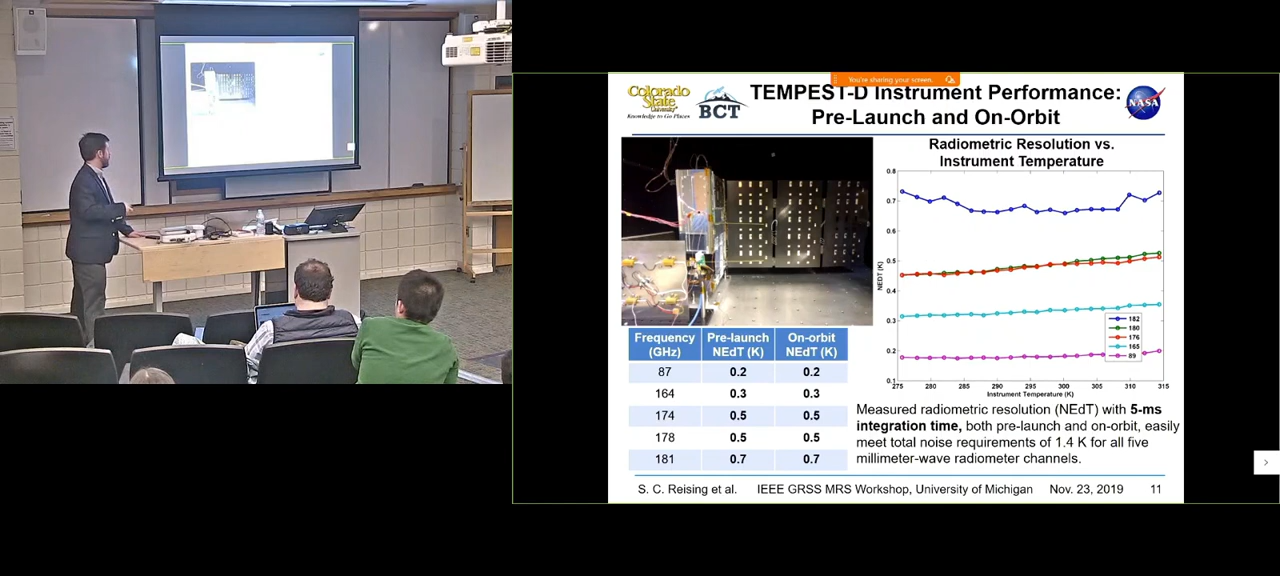 You're sharing your screen.
Colorado
State
University
Knowledge to Go Places
BCT
TEMPEST-D Instrument Performance:
Pre-Launch and On-Orbit
NASA
Radiometric Resolution vs.
Instrument Temperature
0.8
0.7
0.6
0.5
0.4
0.3
0.2
0.1
NEDT (K)
182
180
176
165
89
275 280 285 290 295 300 305 310 315
Instrument Temperature (K)
Frequency (GHz) Pre-launch NEdT (K) On-orbit NEdT (K)
87 0.2 0.2
164 0.3 0.3
174 0.5 0.5
178 0.5 0.5
181 0.7 0.7
Measured radiometric resolution (NEdT) with 5-ms
integration time, both pre-launch and on-orbit, easily
meet total noise requirements of 1.4 K for all five
millimeter-wave radiometer channels.
S. C. Reising et al. IEEE GRSS MRS Workshop, University of Michigan Nov. 23, 2019 11